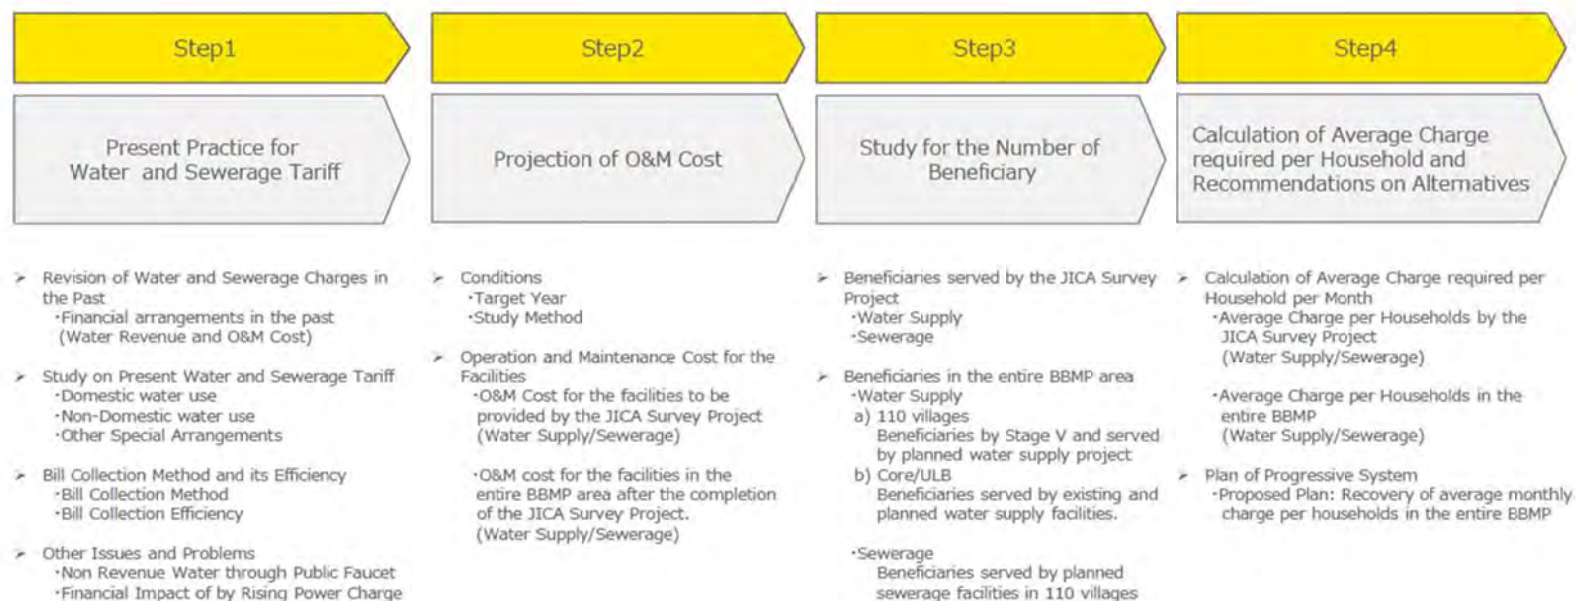 Step1
Step2
Step3
Step4
Present Practice for
Water and Sewerage Tariff
Projection of O&M Cost
Study for the Number of
Beneficiary
Calculation of Average Charge
required per Household and
Recommendations on Alternatives
➢ Revision of Water and Sewerage Charges in
the Past
・Financial arrangements in the past
(Water Revenue and O&M Cost)
➢ Study on Present Water and Sewerage Tariff
・Domestic water use
・Non-Domestic water use
・Other Special Arrangements
➢ Bill Collection Method and its Efficiency
・Bill Collection Method
・Bill Collection Efficiency
➢ Other Issues and Problems
・Non Revenue Water through Public Faucet
・Financial Impact of by Rising Power Charge
➢ Conditions
・Target Year
・Study Method
➢ Operation and Maintenance Cost for the
Facilities
・O&M Cost for the facilities to be
provided by the JICA Survey Project
(Water Supply/Sewerage)
・O&M cost for the facilities in the
entire BBMP area after the completion
of the JICA Survey Project.
(Water Supply/Sewerage)
➢ Beneficiaries served by the JICA Survey
Project
・Water Supply
・Sewerage
➢ Beneficiaries in the entire BBMP area
・Water Supply
a) 110 villages
Beneficiaries by Stage V and served
by planned water supply project
b) Core/ULB
Beneficiaries served by existing and
planned water supply facilities.
・Sewerage
Beneficiaries served by planned
sewerage facilities in 110 villages
➢ Calculation of Average Charge required per
Household per Month
・Average Charge per Households by the
JICA Survey Project
(Water Supply/Sewerage)
・Average Charge per Households in the
entire BBMP
(Water Supply/Sewerage)
➢ Plan of Progressive System
・Proposed Plan: Recovery of average monthly
charge per households in the entire BBMP